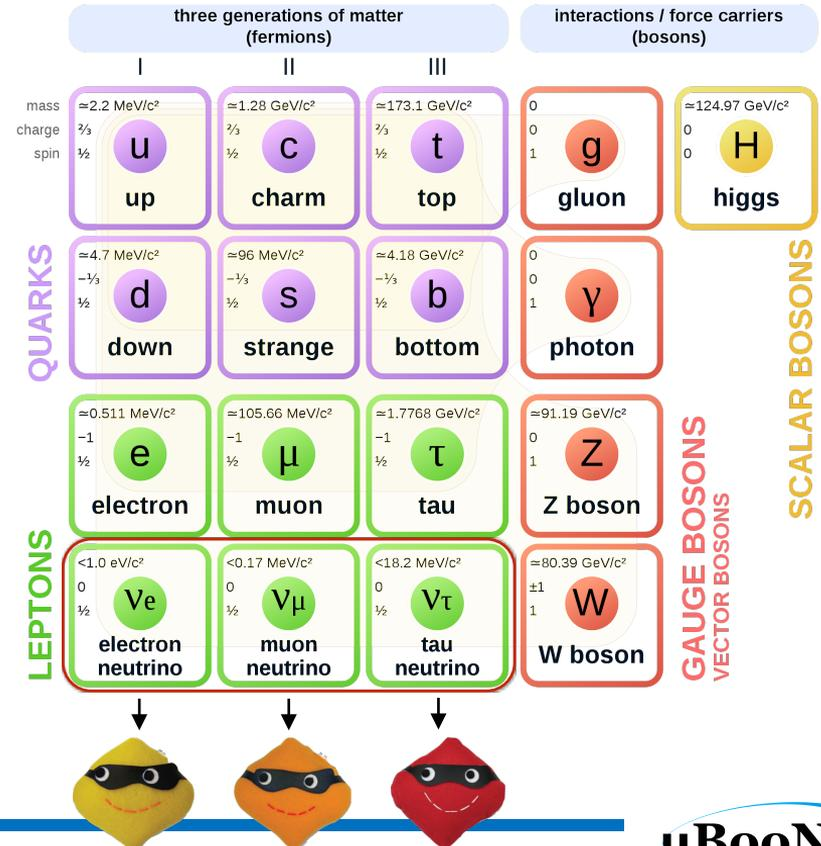 three generations of matter
(fermions)
interactions / force carriers
(bosons)
I
II
III
mass
charge
spin
≃2.2 MeV/c²
⅔
½
u
up
≃1.28 GeV/c²
⅔
½
c
charm
≃173.1 GeV/c²
⅔
½
t
top
0
0
1
g
gluon
≃124.97 GeV/c²
0
0
H
higgs
QUARKS
≃4.7 MeV/c²
−⅓
½
d
down
≃96 MeV/c²
−⅓
½
s
strange
≃4.18 GeV/c²
−⅓
½
b
bottom
0
0
1
γ
photon
SCALAR BOSONS
LEPTONS
≃0.511 MeV/c²
−1
½
e
electron
≃105.66 MeV/c²
−1
½
μ
muon
≃1.7768 GeV/c²
−1
½
τ
tau
≃91.19 GeV/c²
0
1
Z
Z boson
GAUGE BOSONS
VECTOR BOSONS
<1.0 eV/c²
0
½
νe
electron
neutrino
<0.17 MeV/c²
0
½
νμ
muon
neutrino
<18.2 MeV/c²
0
½
ντ
tau
neutrino
≃80.39 GeV/c²
±1
1
W
W boson